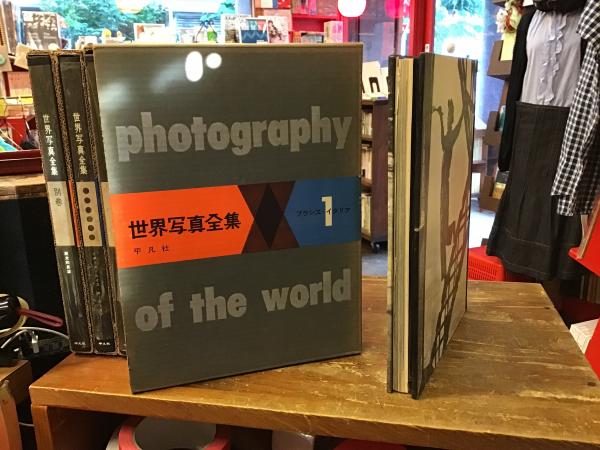 photography
世界写真全集
平凡社
フランス・イタリア
1
of the world
世界写真全集
別巻
世界写真全集